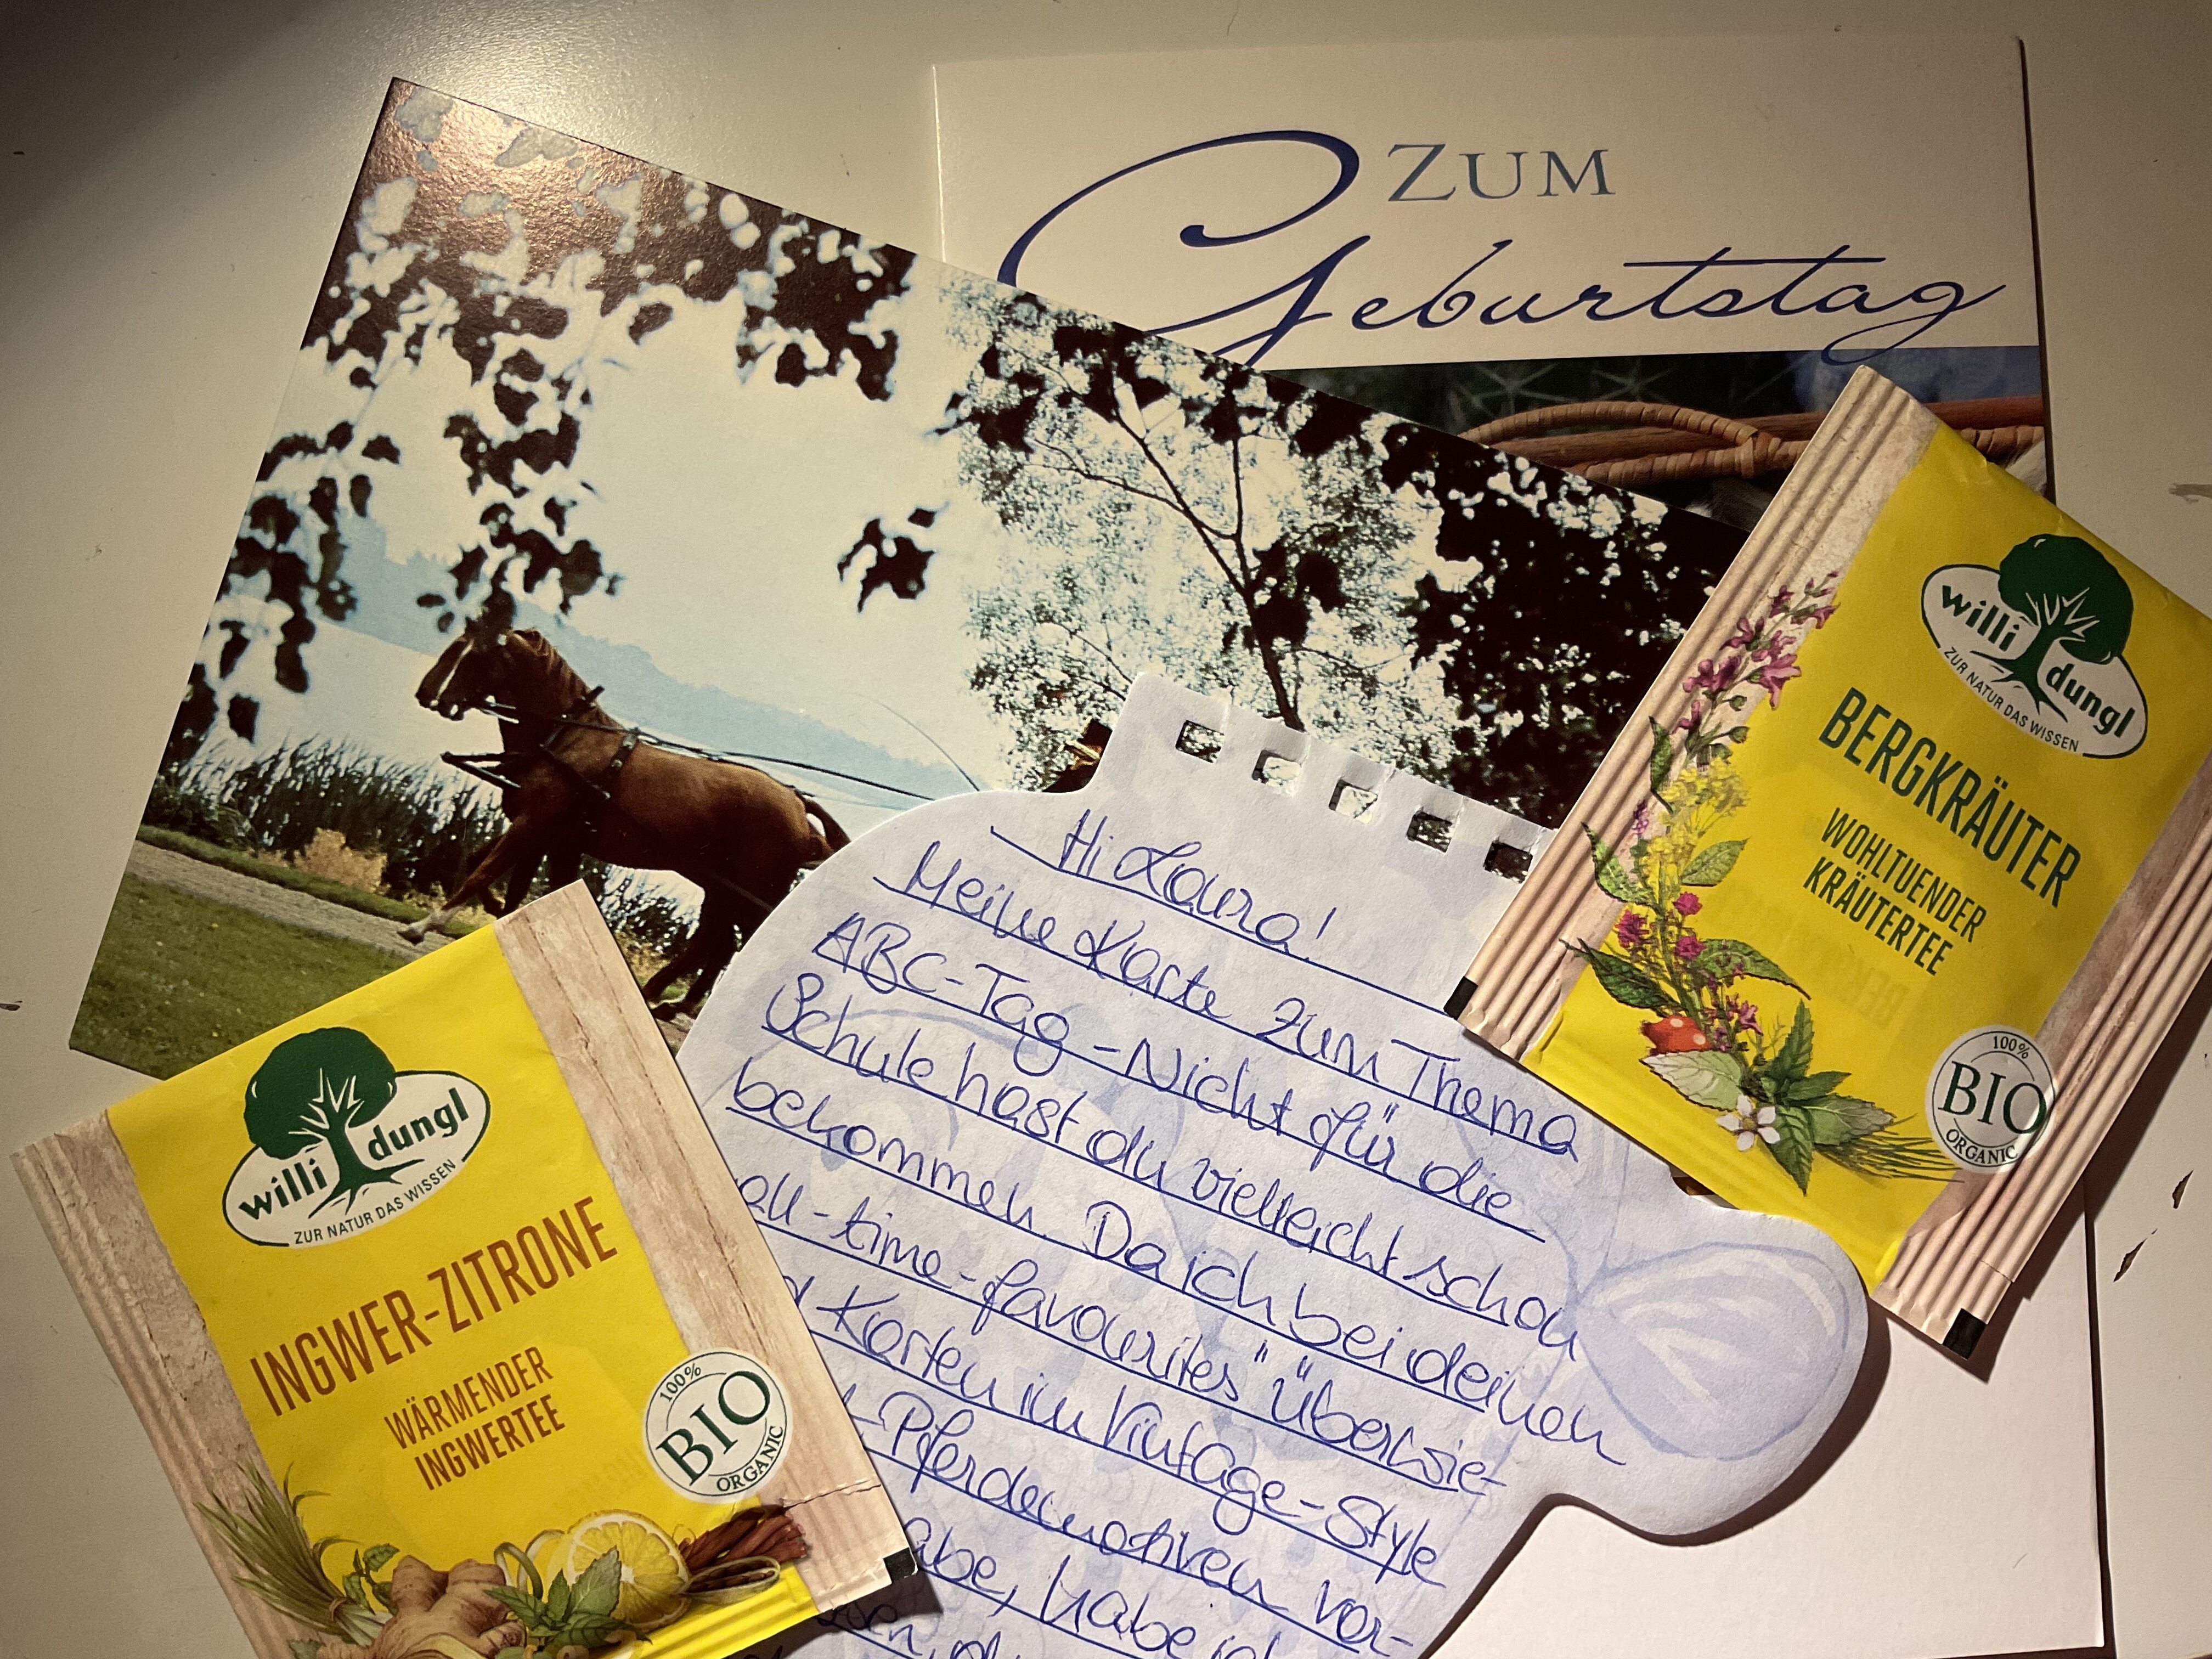 ZUM
Geburtstag
willi dungl
ZUR NATUR DAS WISSEN
BERGKRÄUTER
WOHLTUENDER
KRÄUTERTEE
100%
BIO
ORGANIC
Hi Laura!
Meine Karte zum Thema
ABC-Tag - Nicht für die
Schule hast du vielleicht schon
bekommen. Da ich bei deinen
all-time-favourites" "Oberlsie-
Karten im Vintage-Style
Pferdemotiven vor-
habe, habe ich
willi dungl
ZUR NATUR DAS WISSEN
INGWER-ZITRONE
WÄRMENDER
INGWERTEE
100%
BIO
ORGANIC